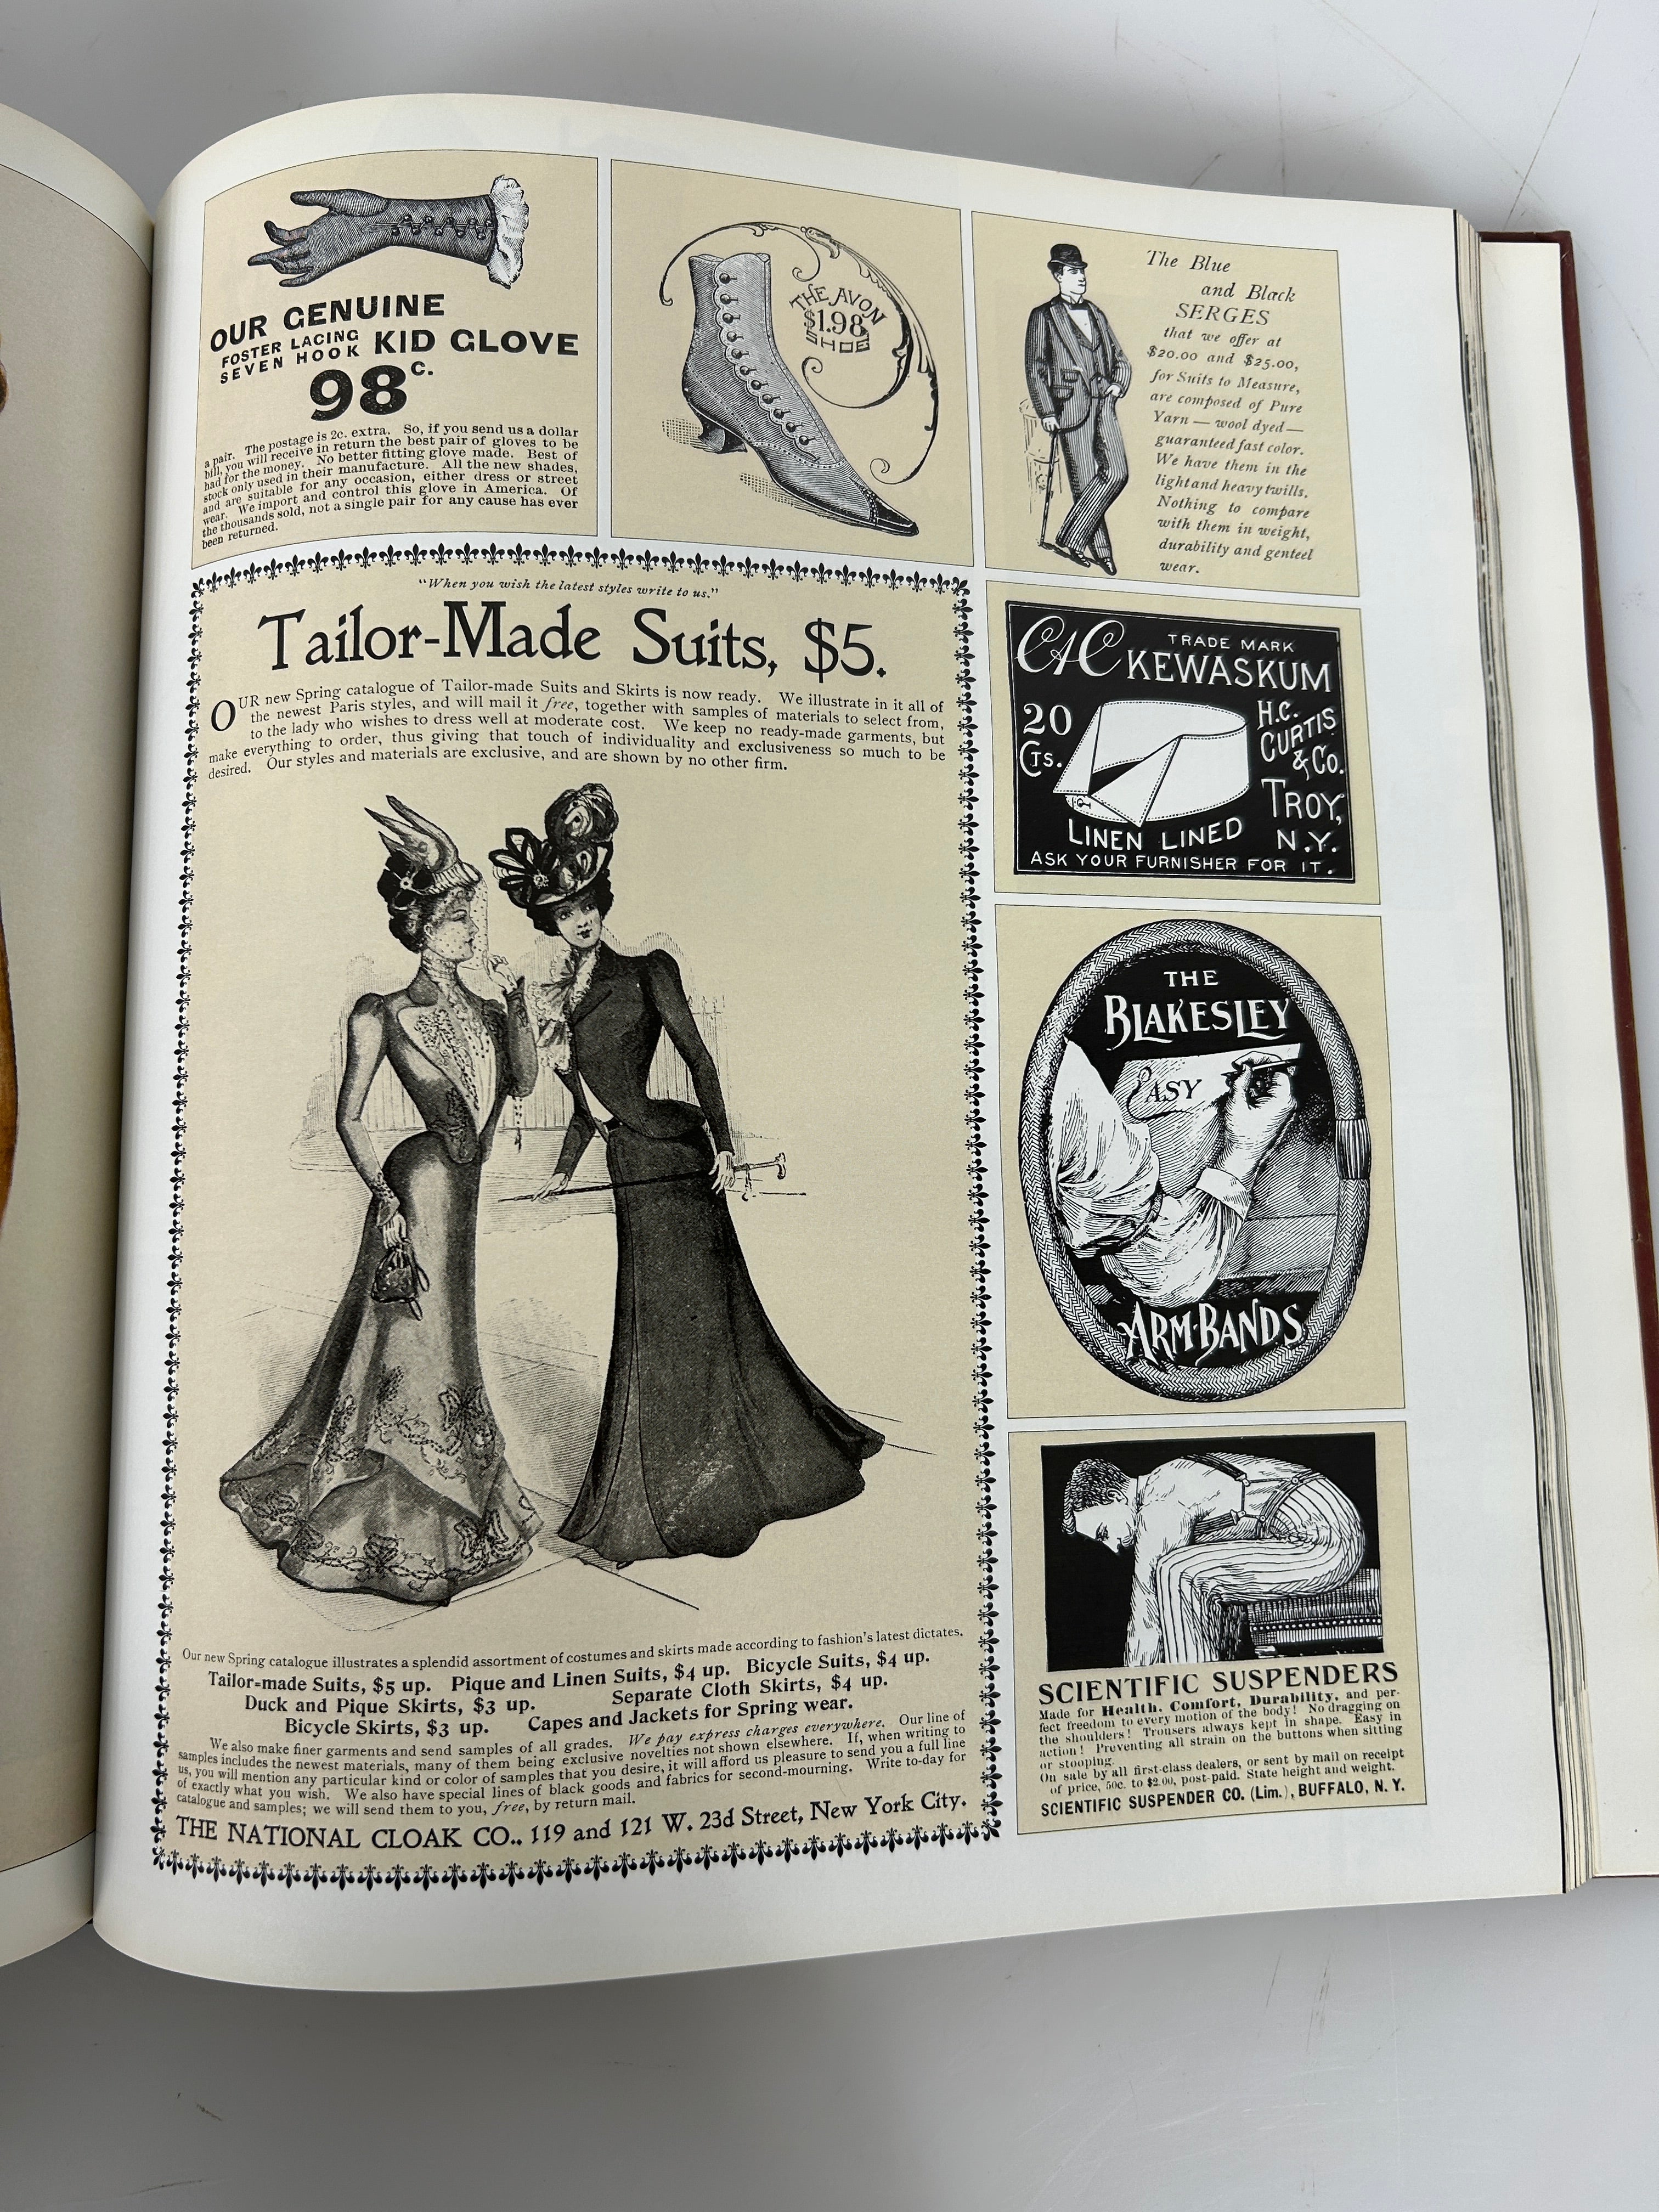 OUR GENUINE
FOSTER LACING
SEVEN HOOK
KID GLOVE
98c.
The postage is 2c. extra. So, if you send us a dollar
a pair.
bill, you will receive in return the best pair of gloves to be
had for the money. No better fitting glove made. Best of
stock only used in their manufacture. All the new shades,
and are suitable for any occasion, either dress or street
wear. We import and control this glove in America. Of
the thousands sold, not a single pair for any cause has ever
been returned.
THE AVON
$1.98
SHOE
The Blue
and Black
SERGES
that we offer at
$20.00 and $25.00,
for Suits to Measure,
are composed of Pure
Yarn — wool dyed —
guaranteed fast color.
We have them in the
light and heavy twills.
Nothing to compare
with them in weight,
durability and genteel
wear.
"When you wish the latest styles write to us."
Tailor-Made Suits, $5.
OUR new Spring catalogue of Tailor-made Suits and Skirts is now ready. We illustrate in it all of
the newest Paris styles, and will mail it free, together with samples of materials to select from,
to the lady who wishes to dress well at moderate cost. We keep no ready-made garments, but
make everything to order, thus giving that touch of individuality and exclusiveness so much to be
desired. Our styles and materials are exclusive, and are shown by no other firm.
Our new Spring catalogue illustrates a splendid assortment of costumes and skirts made according to fashion's latest dictates.
Tailor-made Suits, $5 up. Pique and Linen Suits, $4 up. Bicycle Suits, $4 up.
Duck and Pique Skirts, $3 up. Separate Cloth Skirts, $4 up.
Bicycle Skirts, $3 up. Capes and Jackets for Spring wear.
We also make finer garments and send samples of all grades. We pay express charges everywhere. Our line of
samples includes the newest materials, many of them being exclusive novelties not shown elsewhere. If, when writing to
us, you will mention any particular kind or color of samples that you desire, it will afford us pleasure to send you a full line
of exactly what you wish. We also have special lines of black goods and fabrics for second-mourning. Write to-day for
catalogue and samples; we will send them to you, free, by return mail.
THE NATIONAL CLOAK CO., 119 and 121 W. 23d Street, New York City.
CAC TRADE MARK
KEWASKUM
20
CTS.
H.C.
CURTIS
& CO.
TROY,
N.Y.
LINEN LINED
ASK YOUR FURNISHER FOR IT.
THE
BLAKESLEY
EASY
ARM-BANDS
SCIENTIFIC SUSPENDERS
Made for Health, Comfort, Durability, and per-
fect freedom to every motion of the body! No dragging on
the shoulders! Trousers always kept in shape. Easy in
action! Preventing all strain on the buttons when sitting
or stooping.
On sale by all first-class dealers, or sent by mail on receipt
of price, 50c. to $2.00, post-paid. State height and weight.
SCIENTIFIC SUSPENDER CO. (Lim.), BUFFALO, N. Y.